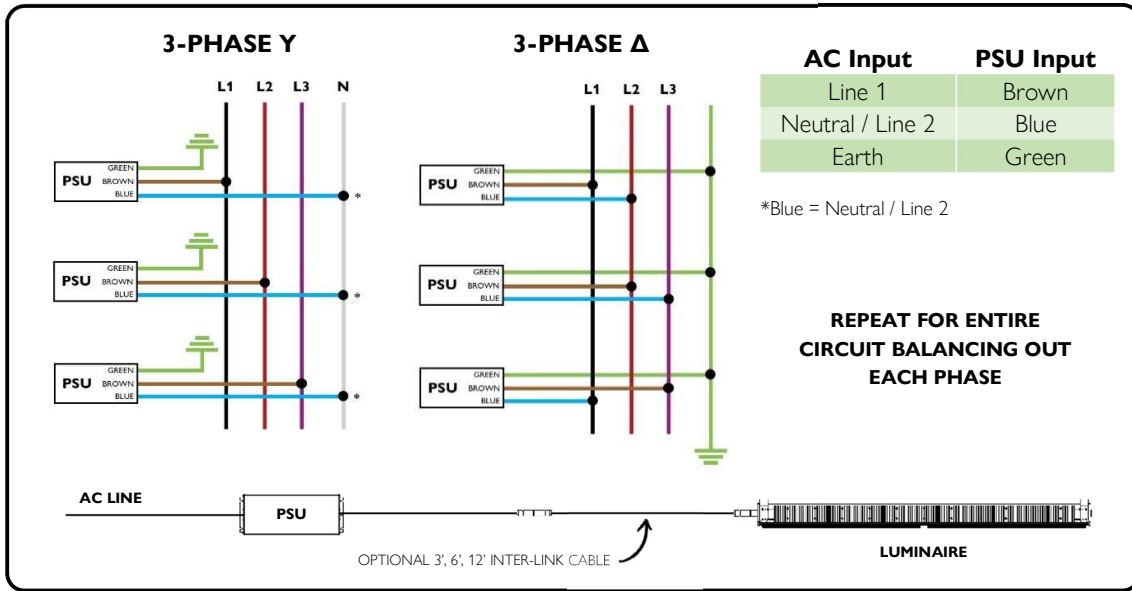 3-PHASE Y
L1 L2 L3 N
PSU GREEN
BROWN
BLUE *
PSU GREEN
BROWN
BLUE *
PSU GREEN
BROWN
BLUE *
3-PHASE Δ
L1 L2 L3
PSU GREEN
BROWN
BLUE
PSU GREEN
BROWN
BLUE
PSU GREEN
BROWN
BLUE
AC Input PSU Input
Line 1 Brown
Neutral / Line 2 Blue
Earth Green
*Blue = Neutral / Line 2
REPEAT FOR ENTIRE
CIRCUIT BALANCING OUT
EACH PHASE
AC LINE
PSU
OPTIONAL 3', 6', 12' INTER-LINK CABLE
LUMINAIRE